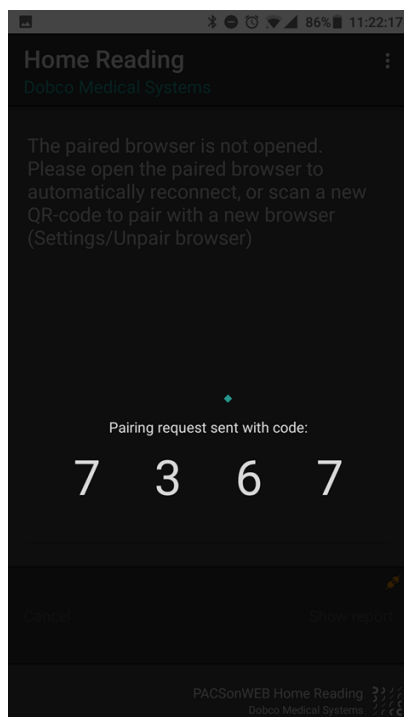 86% 11:22:17
Home Reading
Dobco Medical Systems
The paired browser is not opened.
Please open the paired browser to
automatically reconnect, or scan a new
QR-code to pair with a new browser
(Settings/Unpair browser)
Pairing request sent with code:
7 3 6 7
Cancel Show report
PACSonWEB Home Reading
Dobco Medical Systems